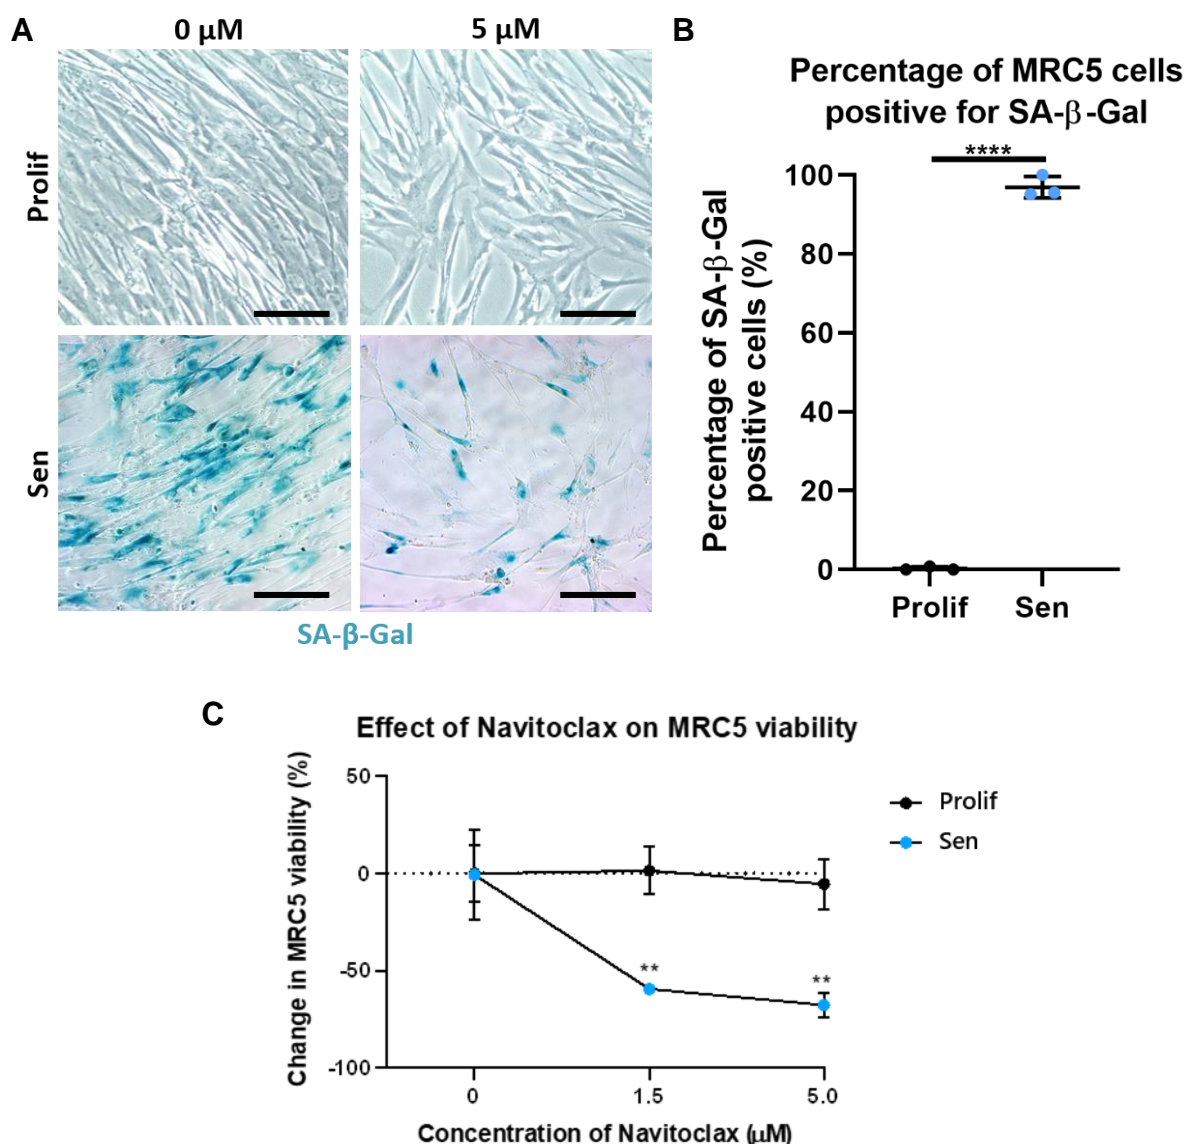 A
0 μM
5 μM
Prolif
Sen
SA-β-Gal
B
Percentage of MRC5 cells
positive for SA-β-Gal
****
Percentage of SA-β-Gal
positive cells (%)
100
80
60
40
20
0
Prolif
Sen
C
Effect of Navitoclax on MRC5 viability
Change in MRC5 viability (%)
50
0
-50
-100
**
**
0
1.5
5.0
Concentration of Navitoclax (μM)
Prolif
Sen